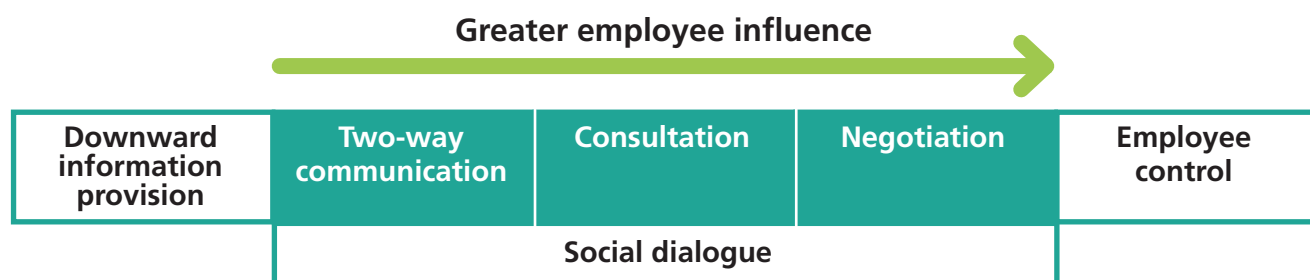 Greater employee influence
Downward
information
provision
Two-way
communication
Consultation
Negotiation
Employee
control
Social dialogue